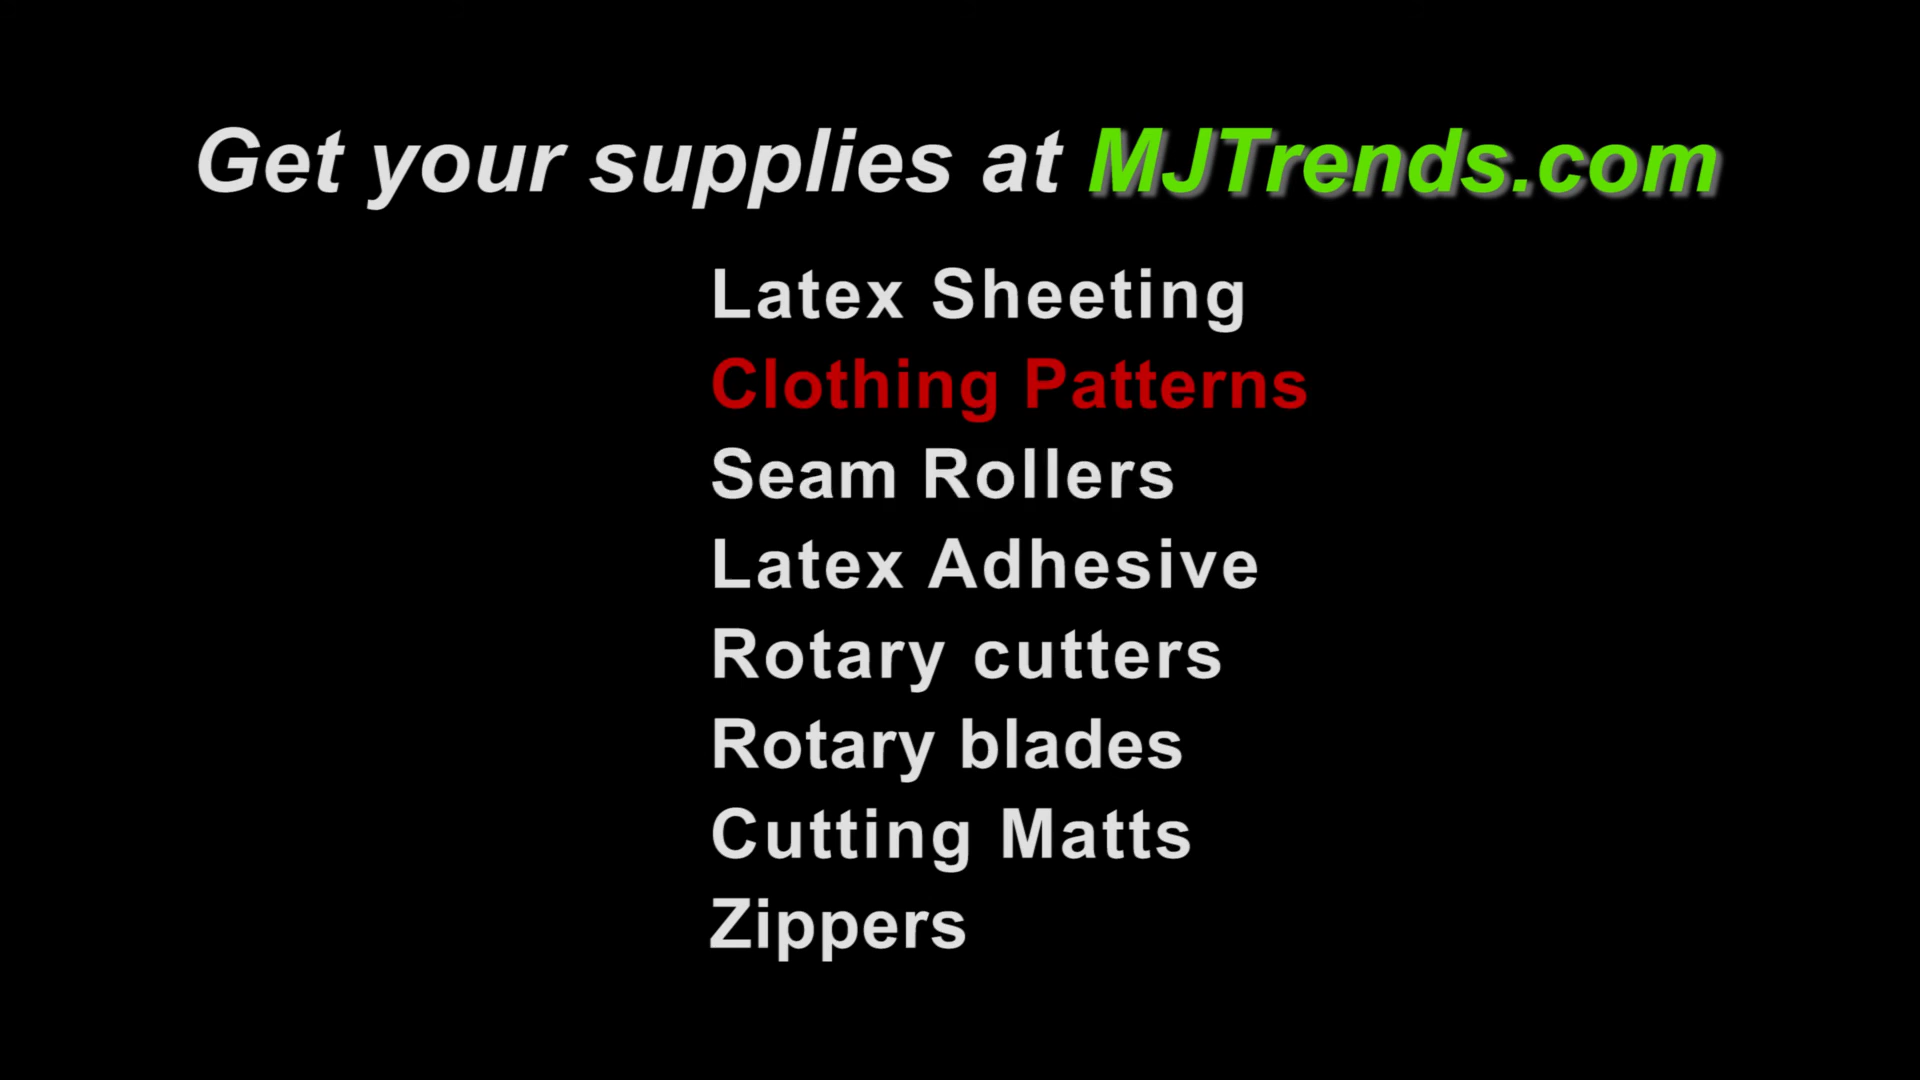 Get your supplies at MJTrends.com
Latex Sheeting
Clothing Patterns
Seam Rollers
Latex Adhesive
Rotary cutters
Rotary blades
Cutting Matts
Zippers